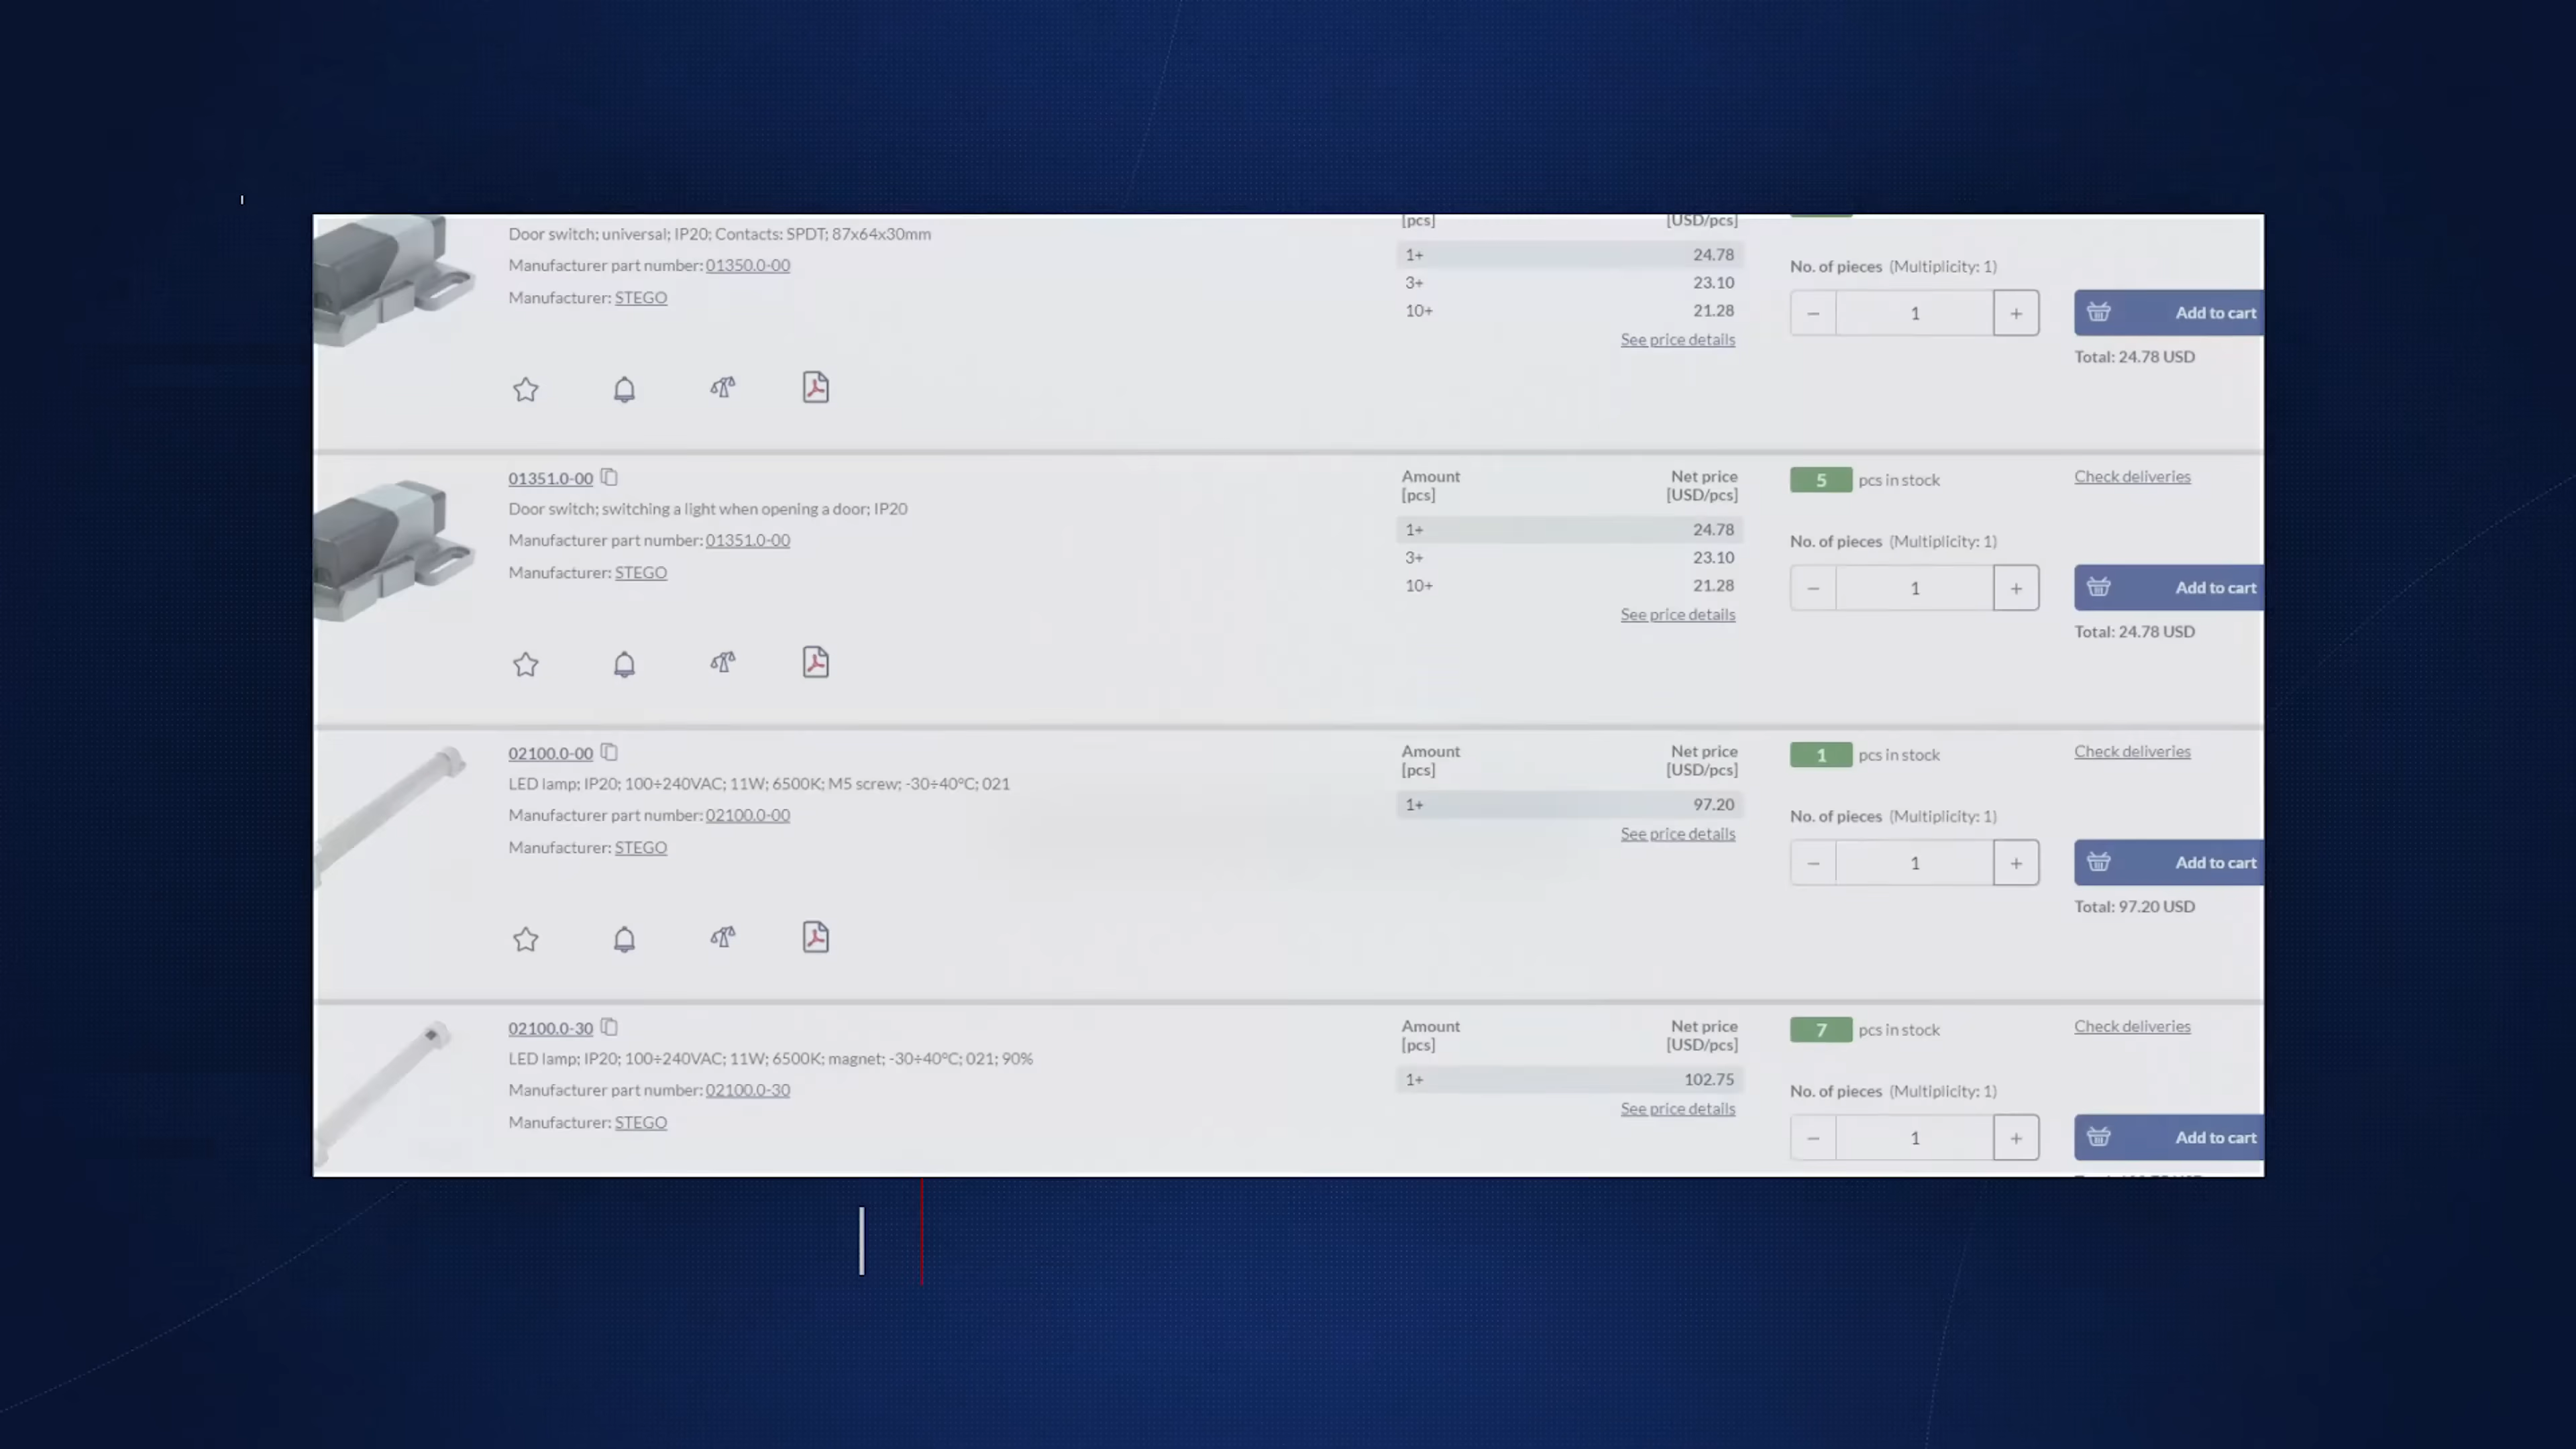 Door switch; universal; IP20; Contacts: SPDT; 87x64x30mm
Manufacturer part number: 01350.0-00
Manufacturer: STEGO
[pcs] [USD/pcs]
1+ 24.78
3+ 23.10
10+ 21.28
See price details
No. of pieces (Multiplicity: 1)
− 1 +
Add to cart
Total: 24.78 USD
01351.0-00
Door switch; switching a light when opening a door; IP20
Manufacturer part number: 01351.0-00
Manufacturer: STEGO
Amount Net price
[pcs] [USD/pcs]
1+ 24.78
3+ 23.10
10+ 21.28
See price details
5 pcs in stock
Check deliveries
No. of pieces (Multiplicity: 1)
− 1 +
Add to cart
Total: 24.78 USD
02100.0-00
LED lamp; IP20; 100÷240VAC; 11W; 6500K; M5 screw; -30÷40°C; 021
Manufacturer part number: 02100.0-00
Manufacturer: STEGO
Amount Net price
[pcs] [USD/pcs]
1+ 97.20
See price details
1 pcs in stock
Check deliveries
No. of pieces (Multiplicity: 1)
− 1 +
Add to cart
Total: 97.20 USD
02100.0-30
LED lamp; IP20; 100÷240VAC; 11W; 6500K; magnet; -30÷40°C; 021; 90%
Manufacturer part number: 02100.0-30
Manufacturer: STEGO
Amount Net price
[pcs] [USD/pcs]
1+ 102.75
See price details
7 pcs in stock
Check deliveries
No. of pieces (Multiplicity: 1)
− 1 +
Add to cart